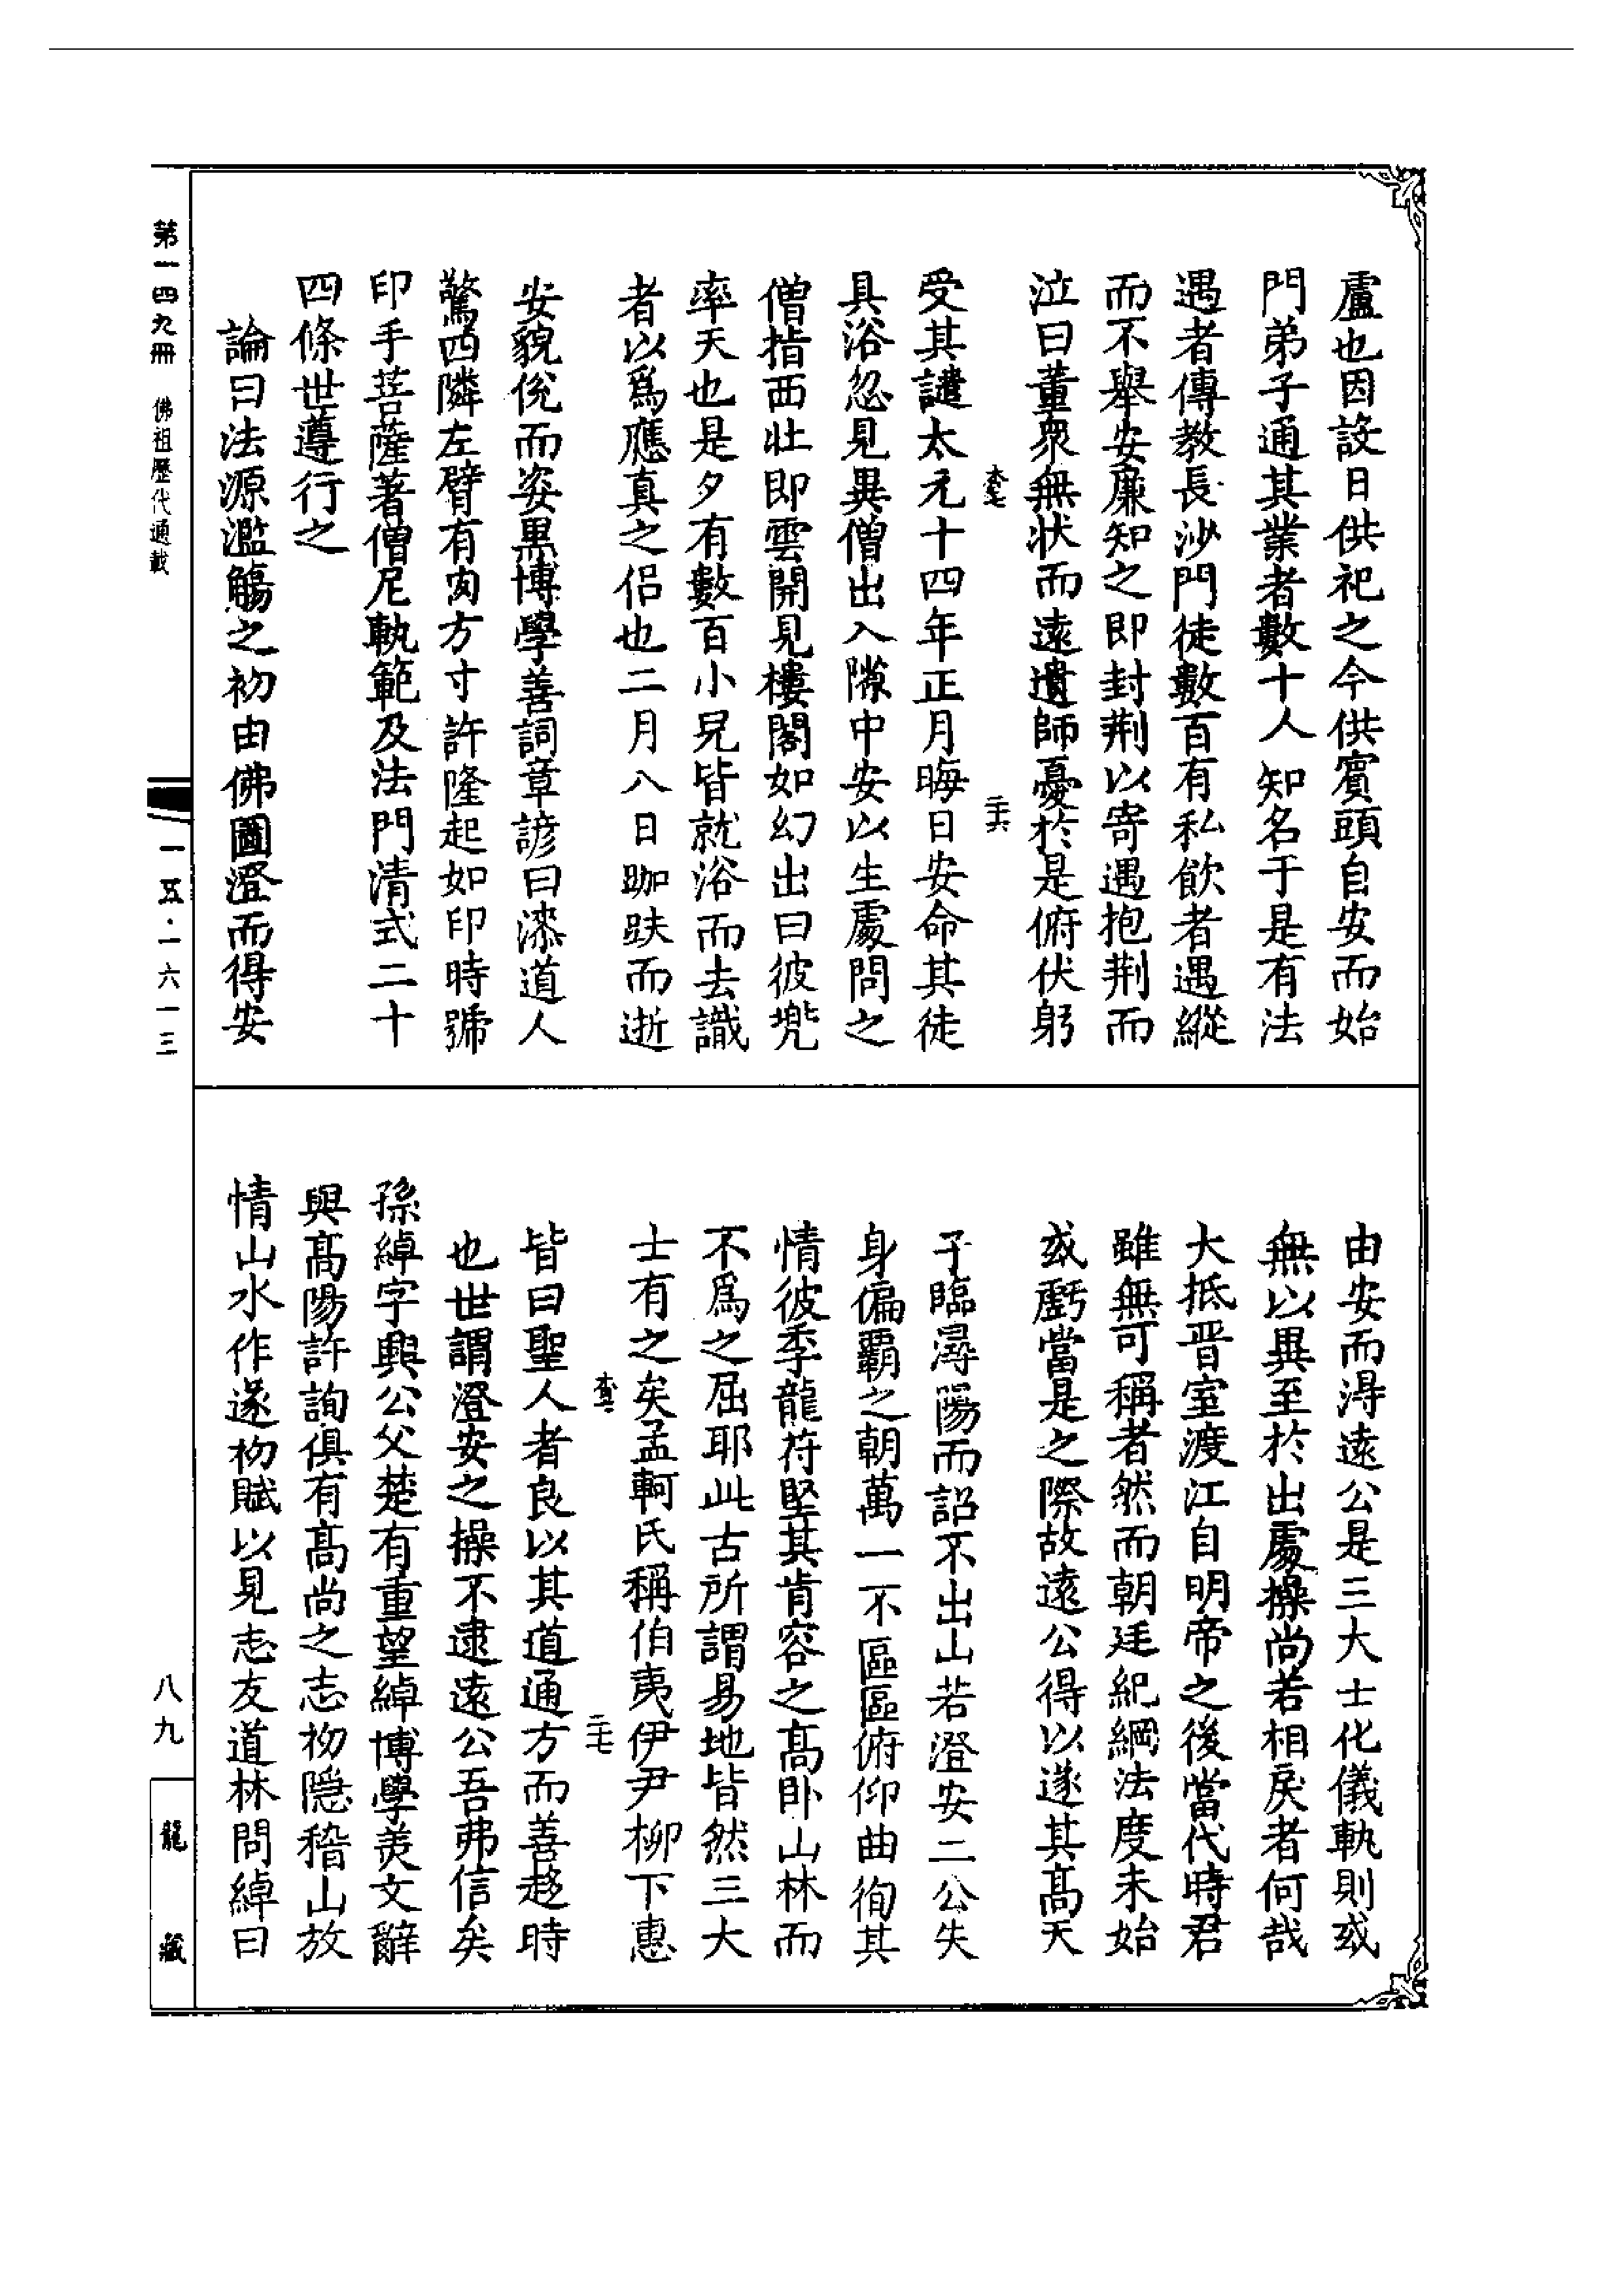 盧也因設日供祀之今供賓頭自安而始
門弟子通其業者數十人知名于是有法
遇者傳教長沙門徒數百有私飲者遇縱
而不舉安廉知之即封荆以寄遇抱荆而
泣曰董衆無状而遠遺師憂於是俯伏躬
二十六
受其譴太元十四年正月晦日安命其徒
具浴忽見異僧出入隙中安以生處問之
僧指西壯即雲開見樓閣如幻出曰彼兠
率天也是夕有數百小兒皆就浴而去識
者以爲應真之侣也二月八日跏趺而逝
安貌侻而姿黒博學善詞章諺曰漆道人
驚四隣左臂有肉方寸許隆起如印時號
印手菩薩著僧尼軌範及法門清式二十
四條世遵行之
論曰法源濫觴之初由佛圖澄而得安
由安而淂遠公是三大士化儀軌則或
無以異至於出處操尚若相戾者何哉
大抵晋室渡江自明帝之後當代時君
雖無可稱者然而朝廷紀綱法度未始
或虧當是之際故遠公得以遂其髙天
子臨潯陽而詔不出山若澄安二公失
身偏覇之朝萬一不區區俯仰曲徇其
情彼季龍苻堅其肯容之髙卧山林而
不爲之屈耶此古所謂易地皆然三大
士有之矣孟軻氏稱伯夷伊尹柳下惠
二十七
皆曰聖人者良以其道通方而善趍時
也世謂澄安之操不逮遠公吾弗信矣
孫綽字興公父楚有重望綽博學羙文辭
與髙陽許詢俱有髙尚之志初隠稽山放
情山水作遂初賦以見志友道林問綽曰
第一四九冊 佛祖歷代通載
一五·一六一三
八九
龍藏